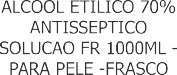 ALCOOL ETILICO 70%
ANTISSEPTICO
SOLUCAO FR 1000ML -
PARA PELE -FRASCO